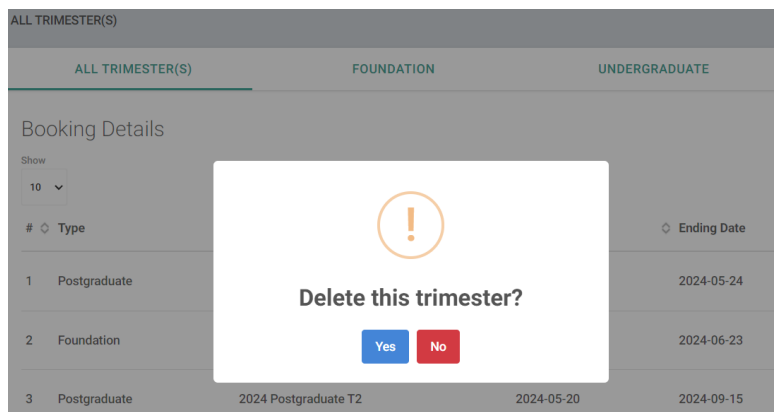 ALL TRIMESTER(S)
ALL TRIMESTER(S) FOUNDATION UNDERGRADUATE
Booking Details
Show
10
# Type Ending Date
1 Postgraduate 2024-05-24
!
Delete this trimester?
2 Foundation 2024-06-23
Yes No
3 Postgraduate 2024 Postgraduate T2 2024-05-20 2024-09-15